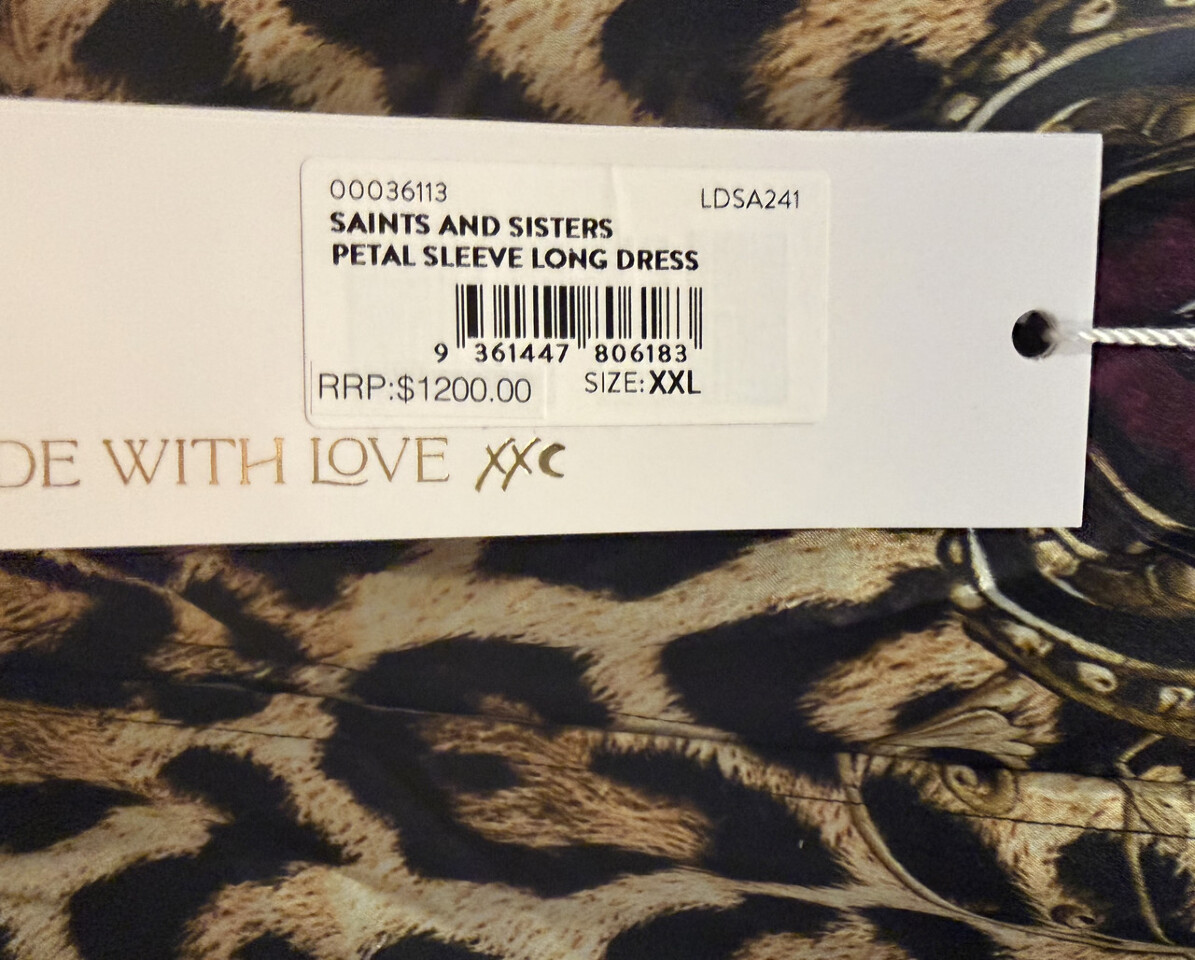 00036113 LDSA241
SAINTS AND SISTERS
PETAL SLEEVE LONG DRESS
9 361447 806183
RRP:$1200.00 SIZE: XXL
DE WITH LOVE xxc